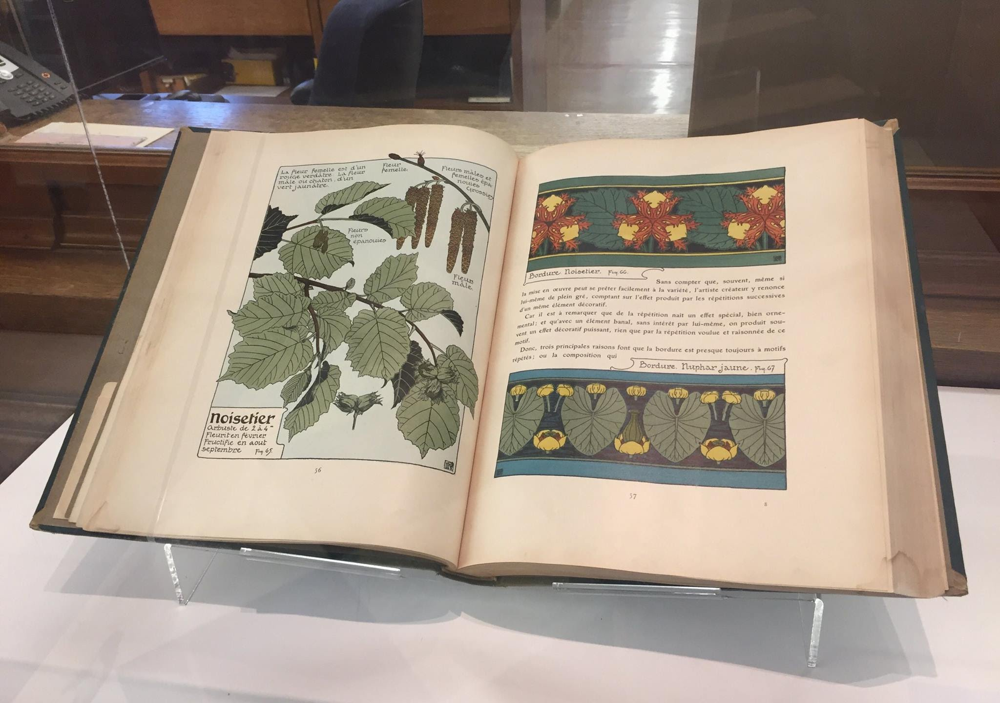 La fleur femelle est d'un
rouge verdâtre. La fleur
mâle ou chaton, d'un
vert jaunâtre.
Fleur
femelle.
Fleurs mâles et
femelles épa-
nouies
Grossies
Fleurs
non
épanouies
Fleur
mâle.
Noisetier
Arbuste de 2 à 4m
Fleurit en février
Fructifie en aout
septembre Fig. 65.
56
Bordure Noisetier. Fig. 66.
Sans compter que, souvent, même si
la mise en œuvre peut se prêter facilement à la variété, l'artiste créateur y renonce
lui-même de plein gré, comptant sur l'effet produit par les répétitions successives
d'un même élément décoratif.
Car il est à remarquer que de la répétition naît un effet spécial, bien orne-
mental; et qu'avec un élément banal, sans intérêt par lui-même, on produit sou-
vent un effet décoratif puissant, rien que par la répétition voulue et raisonnée de ce
motif.
Donc, trois principales raisons font que la bordure est presque toujours à motifs
répétés; ou la composition qui
Bordure. Nuphar jaune. Fig. 67
57
8